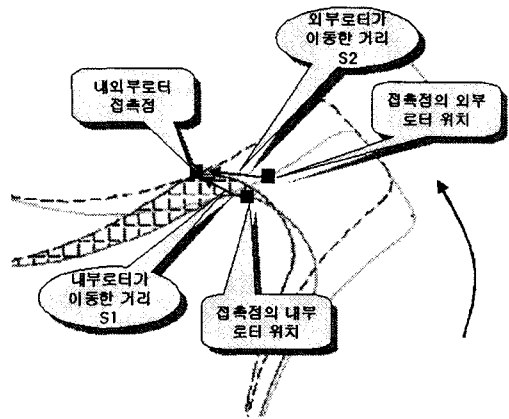 외부로터가
이동한 거리
S2
내외부로터
접촉점
접촉점의 외부
로터 위치
내부로터가
이동한 거리
S1
접촉점의 내부
로터 위치